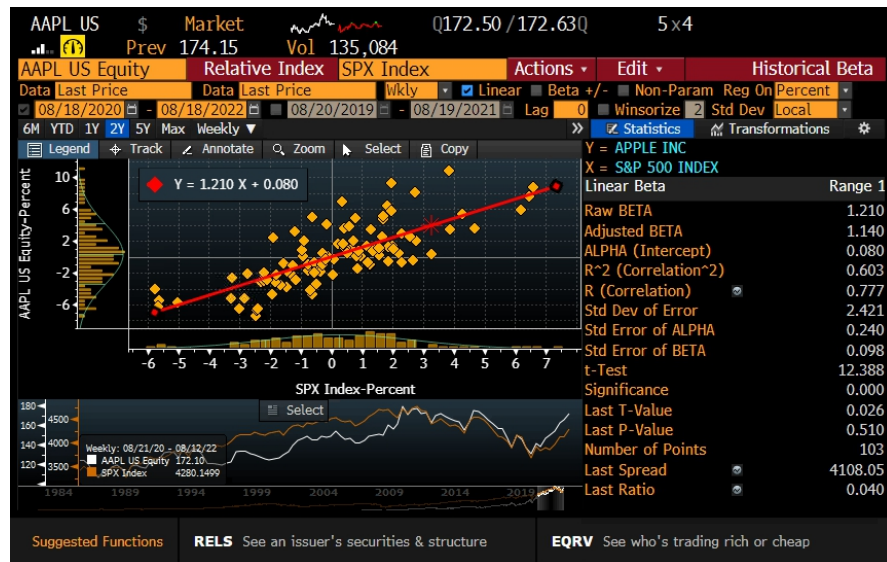 AAPL US $ Market Q172.50/172.63Q 5x4
Prev 174.15 Vol 135,084
AAPL US Equity Relative Index SPX Index Actions Edit Historical Beta
Data Last Price Data Last Price Wkly Linear Beta +/- Non-Param Reg On Percent
08/18/2020 - 08/18/2022 08/20/2019 - 08/19/2021 Lag 0 Winsorize 2 Std Dev Local
6M YTD 1Y 2Y 5Y Max Weekly ▼ » Statistics Transformations
Legend Track Annotate Zoom Select Copy
Y = APPLE INC
X = S&P 500 INDEX
Linear Beta Range 1
Raw BETA 1.210
Adjusted BETA 1.140
ALPHA (Intercept) 0.080
R^2 (Correlation^2) 0.603
R (Correlation) 0.777
Std Dev of Error 2.421
Std Error of ALPHA 0.240
Std Error of BETA 0.098
t-Test 12.388
Significance 0.000
Last T-Value 0.026
Last P-Value 0.510
Number of Points 103
Last Spread 4108.05
Last Ratio 0.040
Y = 1.210 X + 0.080
AAPL US Equity-Percent
10
6
2
-2
-6
-6 -5 -4 -3 -2 -1 0 1 2 3 4 5 6 7
SPX Index-Percent
Select
180
160
140
120
4500
4000
3500
Weekly: 08/21/20 - 08/12/22
AAPL US Equity 172.10
SPX Index 4280.1499
1984 1989 1994 1999 2004 2009 2014 2019
Suggested Functions RELS See an issuer's securities & structure EQRV See who's trading rich or cheap